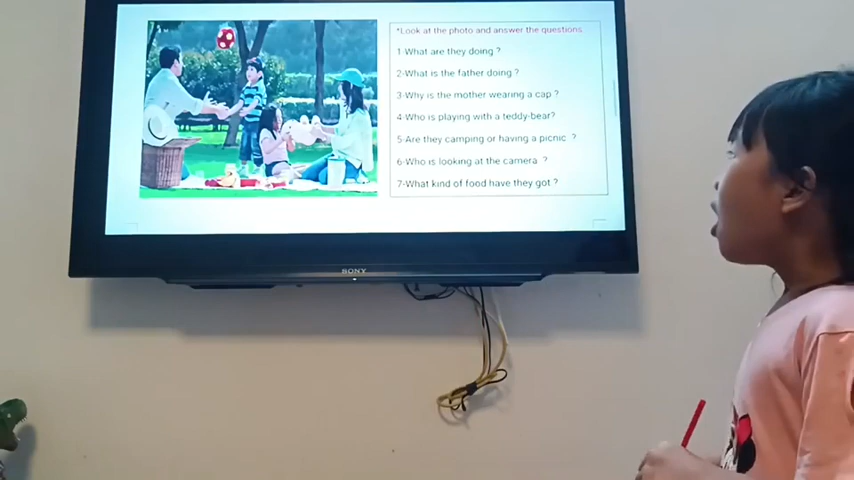 *Look at the photo and answer the questions.
1-What are they doing ?
2-What is the father doing ?
3-Why is the mother wearing a cap ?
4-Who is playing with a teddy-bear?
5-Are they camping or having a picnic ?
6-Who is looking at the camera ?
7-What kind of food have they got ?
SONY